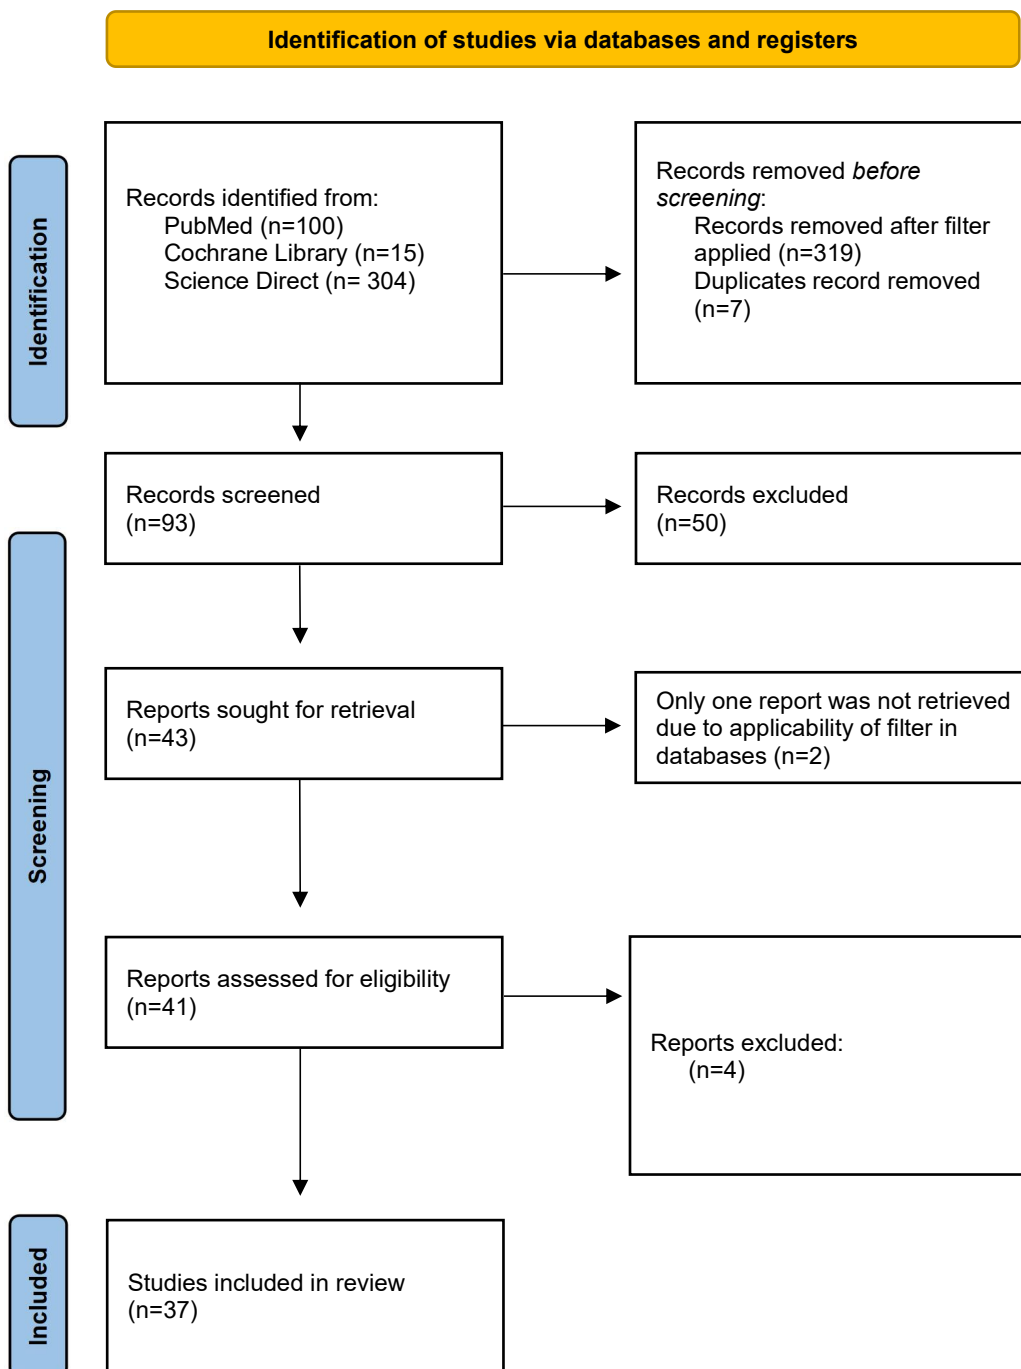 Identification of studies via databases and registers
Identification
Records identified from:
PubMed (n=100)
Cochrane Library (n=15)
Science Direct (n= 304)
Records removed before
screening:
Records removed after filter
applied (n=319)
Duplicates record removed
(n=7)
Screening
Records screened
(n=93)
Records excluded
(n=50)
Reports sought for retrieval
(n=43)
Only one report was not retrieved
due to applicability of filter in
databases (n=2)
Reports assessed for eligibility
(n=41)
Reports excluded:
(n=4)
Included
Studies included in review
(n=37)